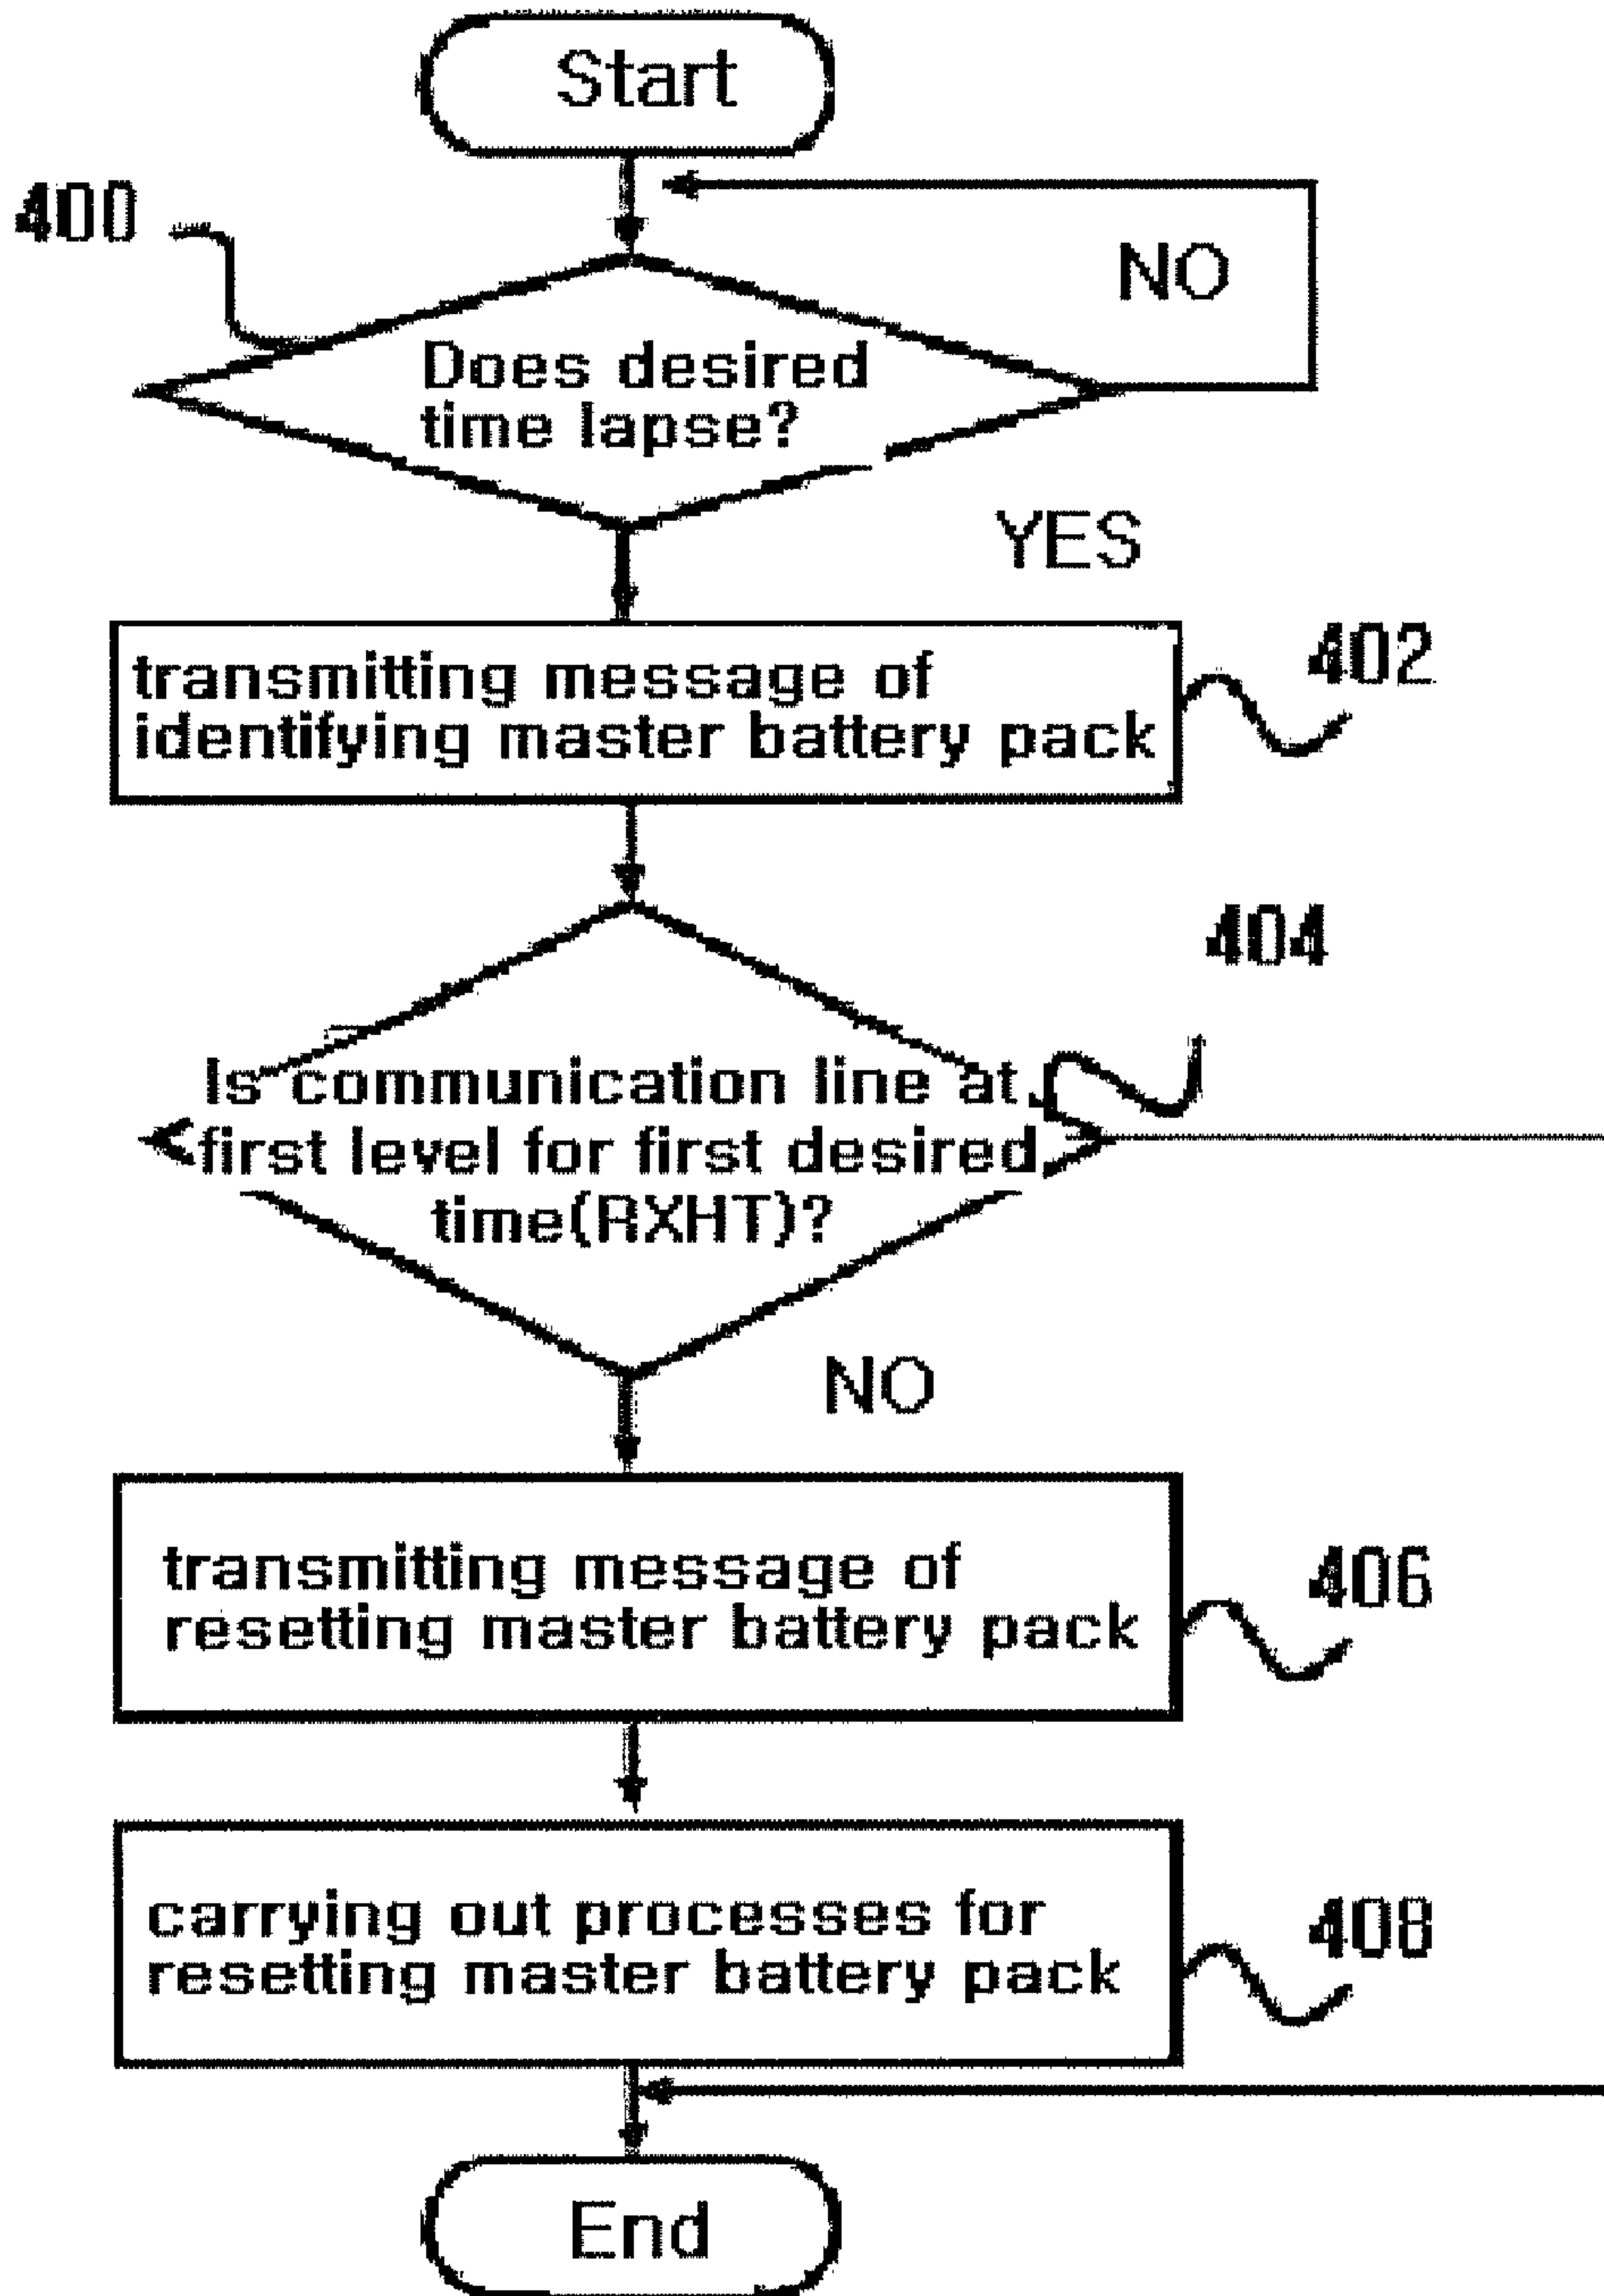 Start
400
NO
Does desired
time lapse?
YES
transmitting message of
identifying master battery pack
402
404
Is communication line at
first level for first desired
time(RXHT)?
NO
transmitting message of
resetting master battery pack
406
carrying out processes for
resetting master battery pack
408
End